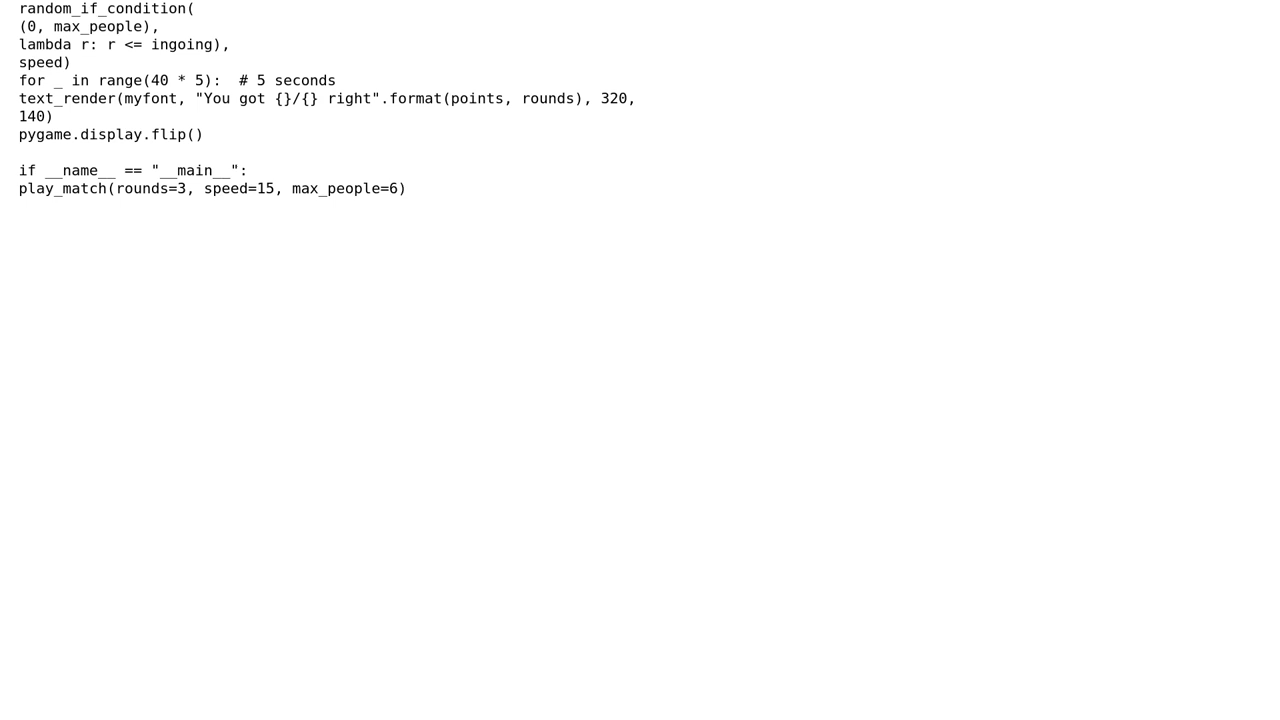 random_if_condition(
(0, max_people),
lambda r: r <= ingoing),
speed)
for _ in range(40 * 5):  # 5 seconds
text_render(myfont, "You got {}/{} right".format(points, rounds), 320,
140)
pygame.display.flip()

if __name__ == "__main__":
play_match(rounds=3, speed=15, max_people=6)